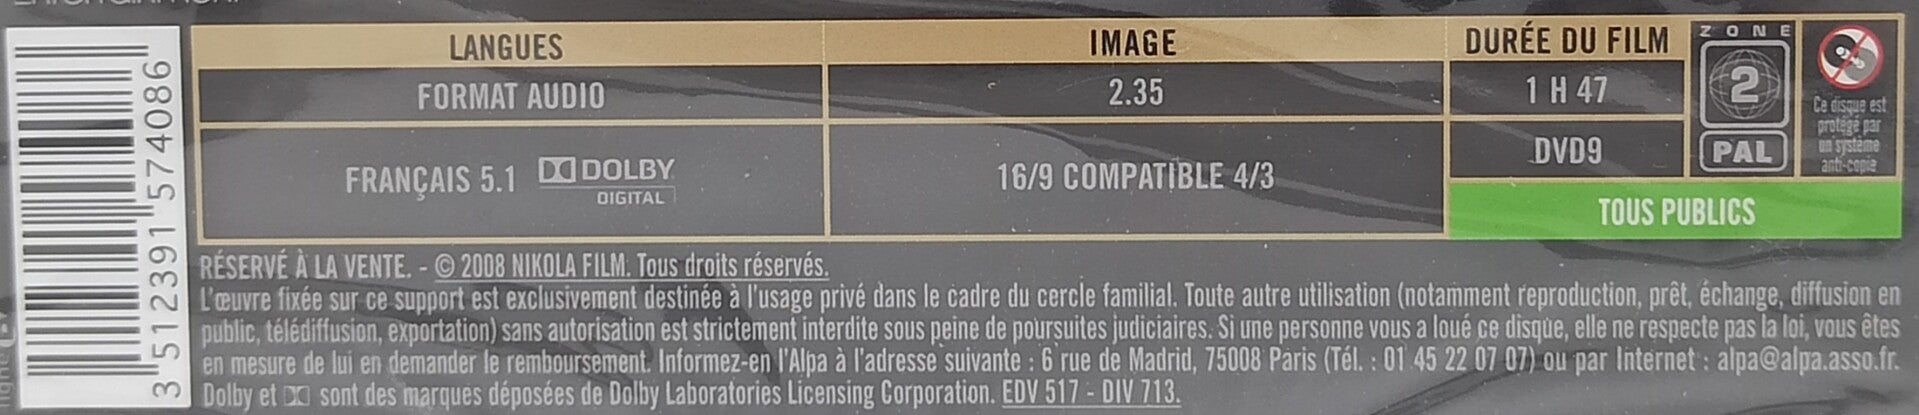 LANGUES
IMAGE
DURÉE DU FILM
ZONE
FORMAT AUDIO
2.35
1 H 47
2
FRANÇAIS 5.1 DOLBY
DIGITAL
16/9 COMPATIBLE 4/3
DVD9
PAL
Ce disque est
protégé par
un système
anti-copie
TOUS PUBLICS
3 512391 574086
RÉSERVÉ À LA VENTE. - © 2008 NIKOLA FILM. Tous droits réservés.
L'œuvre fixée sur ce support est exclusivement destinée à l'usage privé dans le cadre du cercle familial. Toute autre utilisation (notamment reproduction, prêt, échange, diffusion en
public, télédiffusion, exportation) sans autorisation est strictement interdite sous peine de poursuites judiciaires. Si une personne vous a loué ce disque, elle ne respecte pas la loi, vous êtes
en mesure de lui en demander le remboursement. Informez-en l'Alpa à l'adresse suivante : 6 rue de Madrid, 75008 Paris (Tél. : 01 45 22 07 07) ou par Internet : alpa@alpa.asso.fr.
Dolby et sont des marques déposées de Dolby Laboratories Licensing Corporation. EDV 517 - DIV 713.